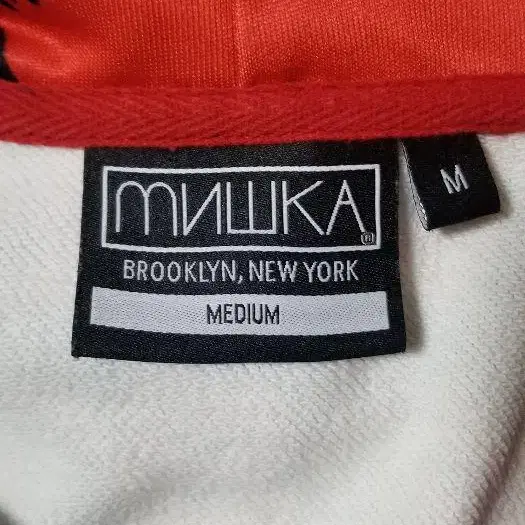 МИШКА®
BROOKLYN, NEW YORK
MEDIUM
M